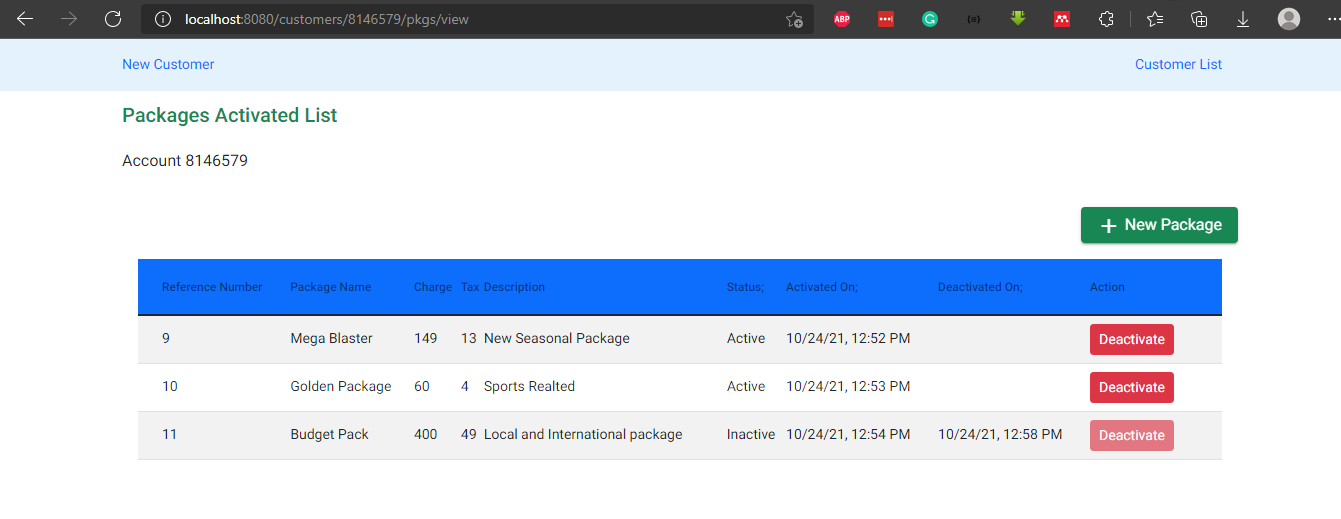 localhost:8080/customers/8146579/pkgs/view
ABP
New Customer Customer List
Packages Activated List
Account 8146579
+ New Package
Reference Number Package Name Charge Tax Description Status; Activated On; Deactivated On; Action
9 Mega Blaster 149 13 New Seasonal Package Active 10/24/21, 12:52 PM Deactivate
10 Golden Package 60 4 Sports Realted Active 10/24/21, 12:53 PM Deactivate
11 Budget Pack 400 49 Local and International package Inactive 10/24/21, 12:54 PM 10/24/21, 12:58 PM Deactivate